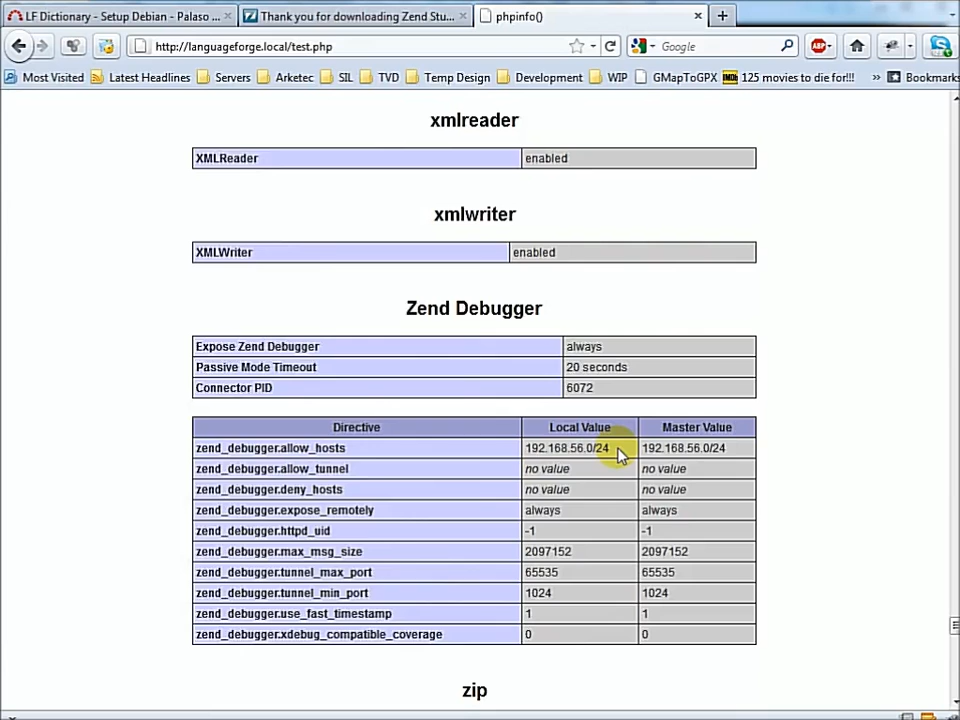 LF Dictionary - Setup Debian - Palaso ...
Thank you for downloading Zend Stu...
phpinfo()
http://languageforge.local/test.php
Google
ABP
Most Visited
Latest Headlines
Servers
Arketec
SIL
TVD
Temp Design
Development
WIP
GMapToGPX
IMDb
125 movies to die for!!!
»
Bookmarks
xmlreader
XMLReader enabled
xmlwriter
XMLWriter enabled
Zend Debugger
Expose Zend Debugger always
Passive Mode Timeout 20 seconds
Connector PID 6072
Directive Local Value Master Value
zend_debugger.allow_hosts 192.168.56.0/24 192.168.56.0/24
zend_debugger.allow_tunnel no value no value
zend_debugger.deny_hosts no value no value
zend_debugger.expose_remotely always always
zend_debugger.httpd_uid -1 -1
zend_debugger.max_msg_size 2097152 2097152
zend_debugger.tunnel_max_port 65535 65535
zend_debugger.tunnel_min_port 1024 1024
zend_debugger.use_fast_timestamp 1 1
zend_debugger.xdebug_compatible_coverage 0 0
zip